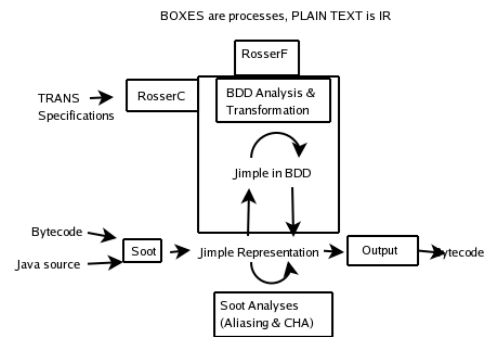 BOXES are processes, PLAIN TEXT is IR
RosserF
TRANS
Specifications
RosserC
BDD Analysis &
Transformation
Jimple in BDD
Bytecode
Java source
Soot
Jimple Representation
Output
Bytecode
Soot Analyses
(Aliasing & CHA)